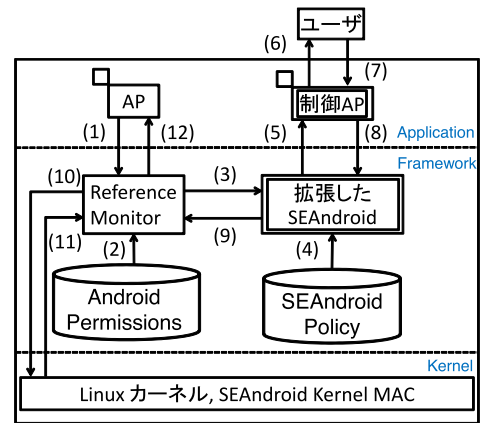 ユーザ
(6)
(7)
AP
制御AP
(1)
(12)
(5)
(8)
Application
Framework
(10)
(3)
Reference
Monitor
拡張した
SEAndroid
(11)
(2)
(9)
(4)
Android
Permissions
SEAndroid
Policy
Kernel
Linux カーネル, SEAndroid Kernel MAC